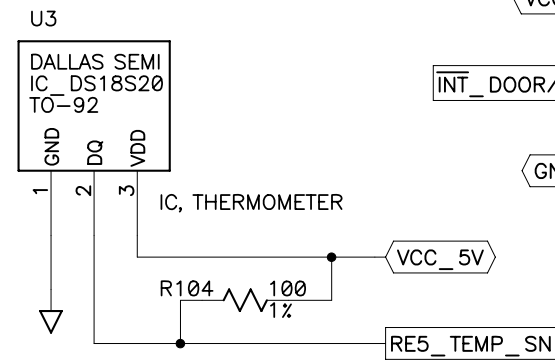 U3
VCC
DALLAS SEMI
IC_DS18S20
TO-92
GND
DQ
VDD
1
2
3
INT_DOOR/
GN
IC, THERMOMETER
VCC_5V
R104
100
1%
RE5_TEMP_SN